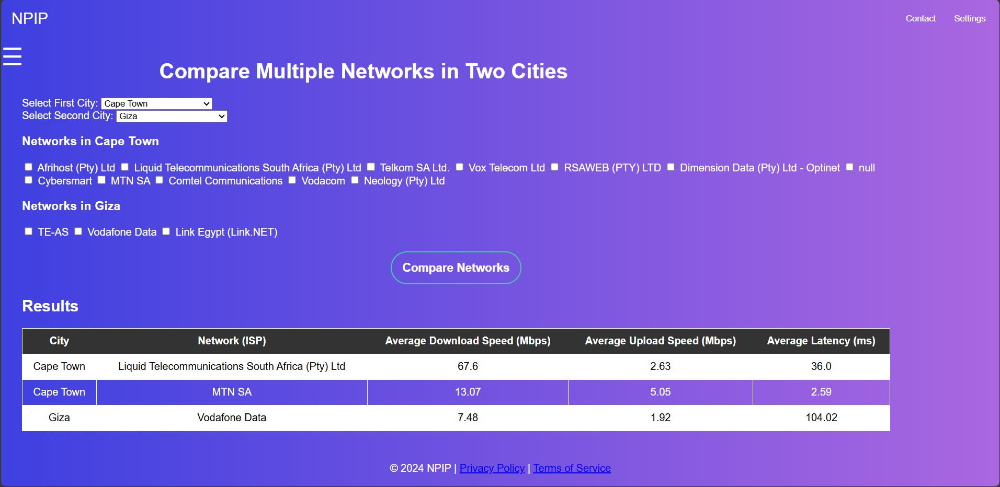 NPIP
Contact Settings
☰
Compare Multiple Networks in Two Cities
Select First City: Cape Town
Select Second City: Giza
Networks in Cape Town
Afrihost (Pty) Ltd Liquid Telecommunications South Africa (Pty) Ltd Telkom SA Ltd. Vox Telecom Ltd RSAWEB (PTY) LTD Dimension Data (Pty) Ltd - Optinet null
Cybersmart MTN SA Comtel Communications Vodacom Neology (Pty) Ltd
Networks in Giza
TE-AS Vodafone Data Link Egypt (Link.NET)
Compare Networks
Results
City Network (ISP) Average Download Speed (Mbps) Average Upload Speed (Mbps) Average Latency (ms)
Cape Town Liquid Telecommunications South Africa (Pty) Ltd 67.6 2.63 36.0
Cape Town MTN SA 13.07 5.05 2.59
Giza Vodafone Data 7.48 1.92 104.02
© 2024 NPIP | Privacy Policy | Terms of Service